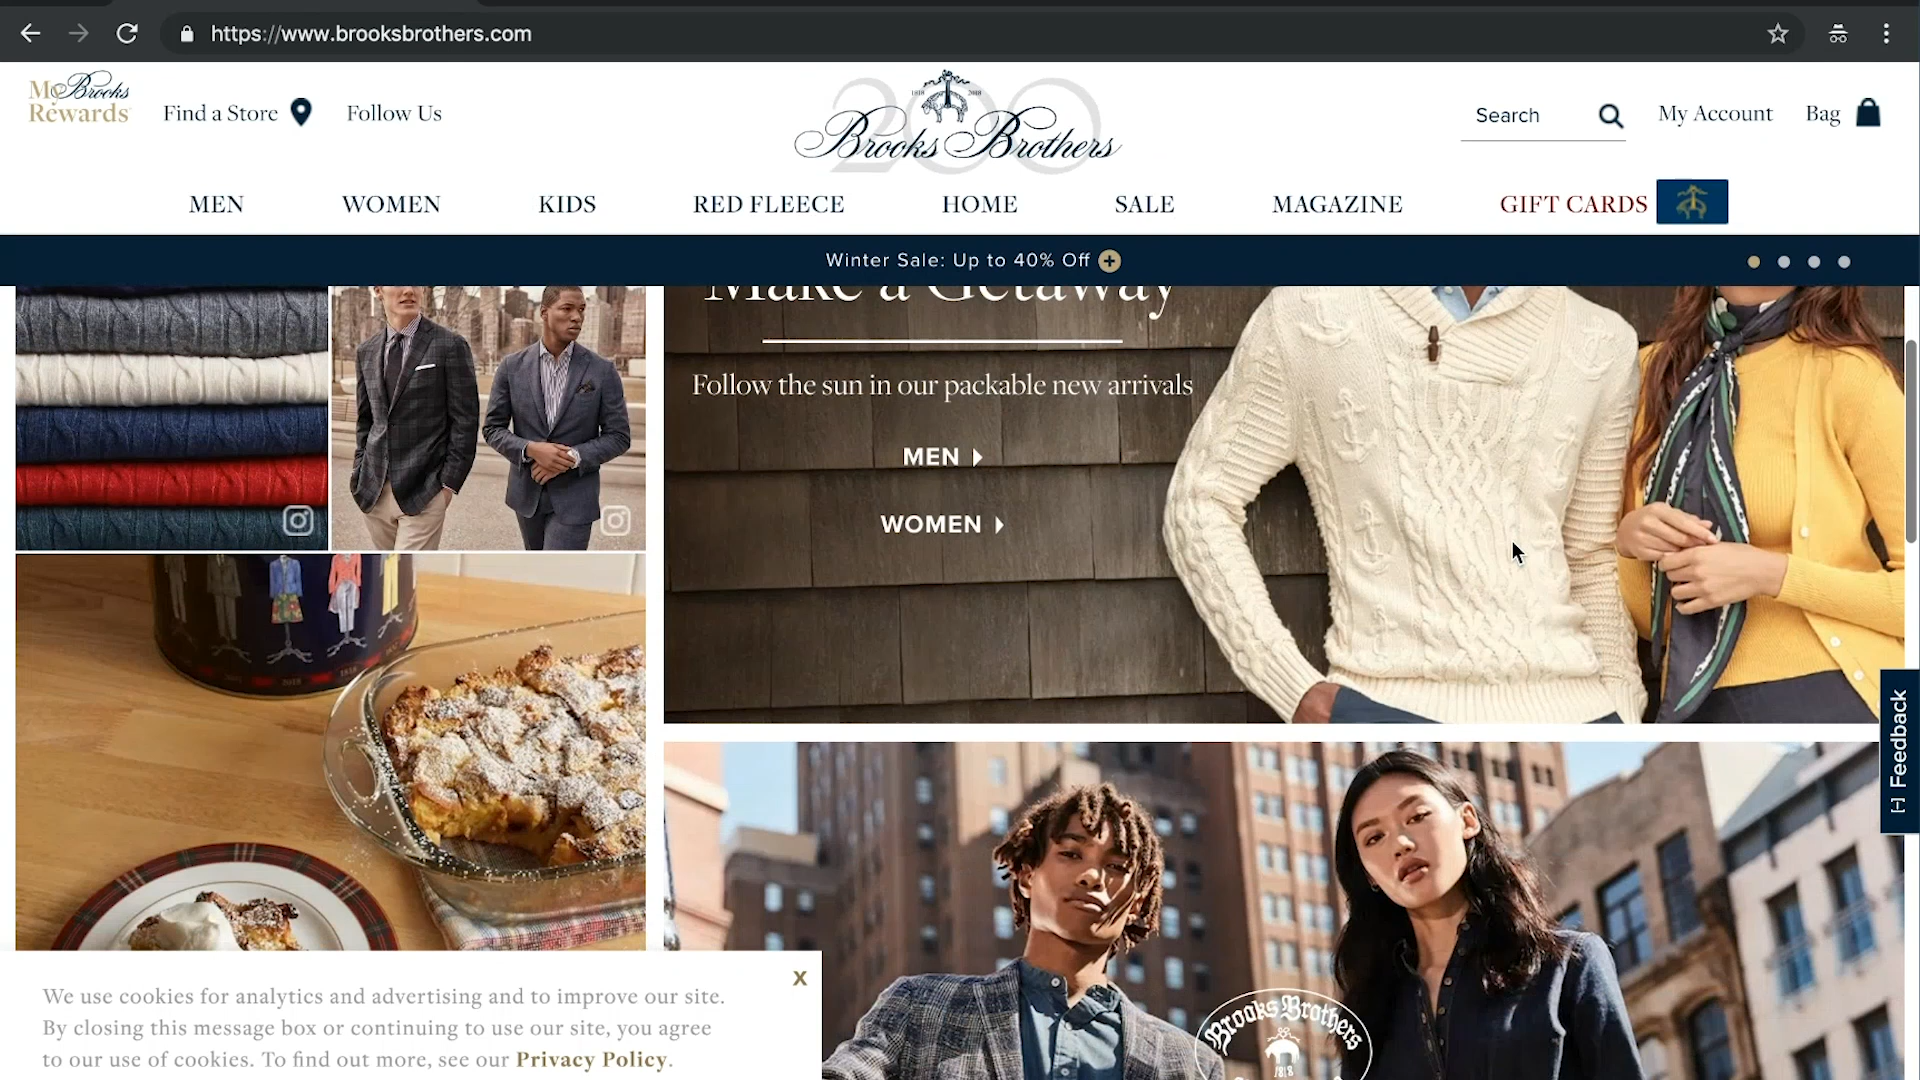 https://www.brooksbrothers.com
My Brooks
Rewards
Find a Store
Follow Us
200
1818 2018
Brooks Brothers
Search
My Account
Bag
MEN
WOMEN
KIDS
RED FLEECE
HOME
SALE
MAGAZINE
GIFT CARDS
Winter Sale: Up to 40% Off
Make a Getaway
Follow the sun in our packable new arrivals
MEN
WOMEN
[-] Feedback
Brooks Brothers
1818
X
We use cookies for analytics and advertising and to improve our site.
By closing this message box or continuing to use our site, you agree
to our use of cookies. To find out more, see our Privacy Policy.